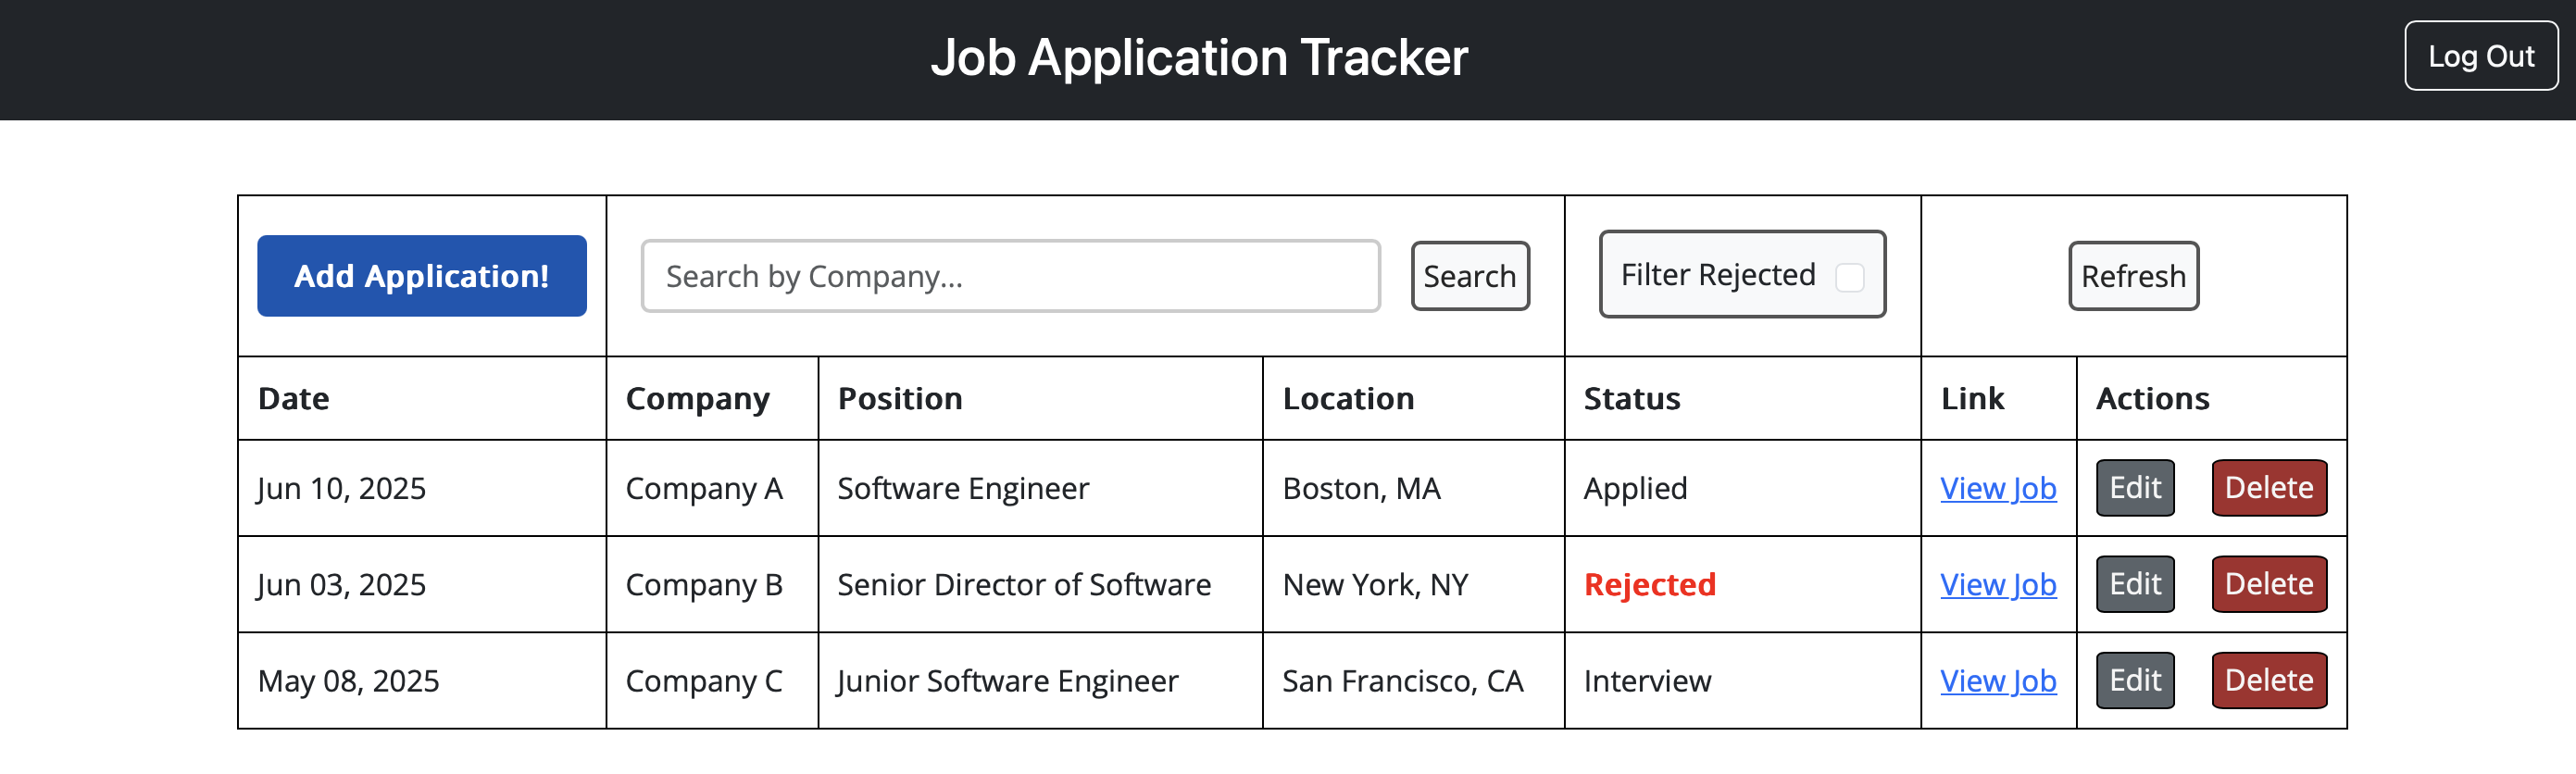 Job Application Tracker Log Out
Add Application! Search by Company... Search Filter Rejected Refresh
Date Company Position Location Status Link Actions
Jun 10, 2025 Company A Software Engineer Boston, MA Applied View Job Edit Delete
Jun 03, 2025 Company B Senior Director of Software New York, NY Rejected View Job Edit Delete
May 08, 2025 Company C Junior Software Engineer San Francisco, CA Interview View Job Edit Delete